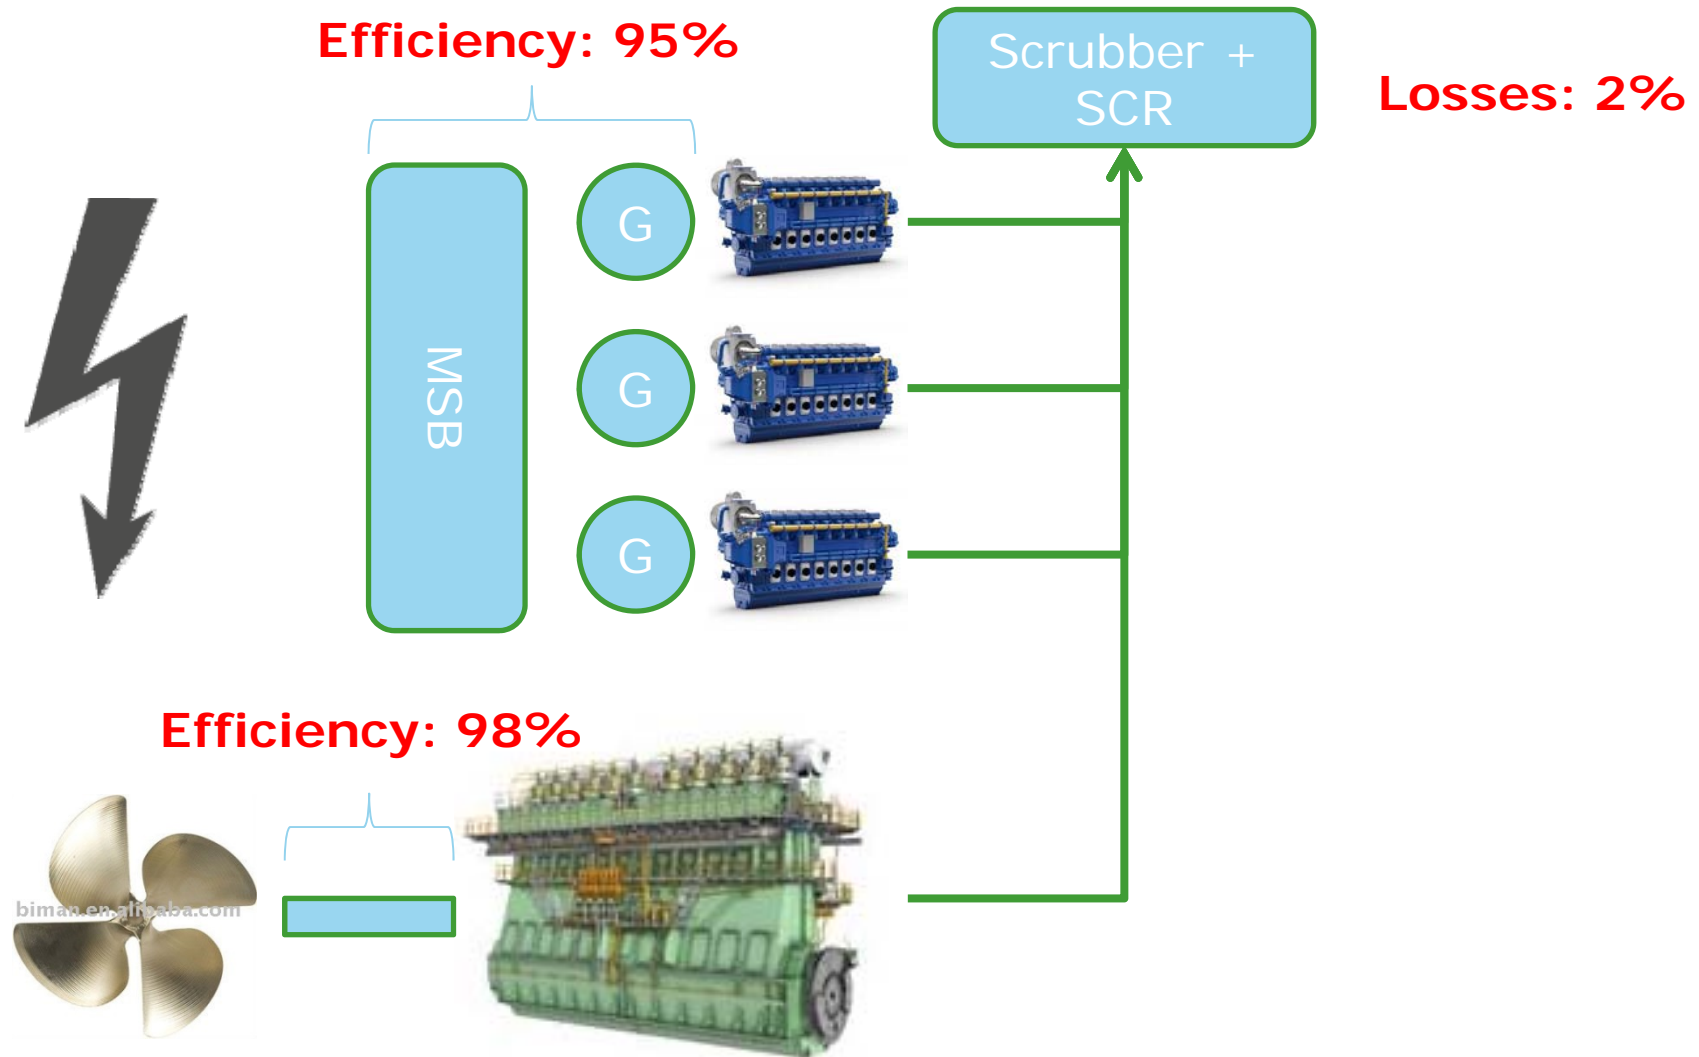 Efficiency: 95%
Scrubber +
SCR
Losses: 2%
G
MSB
G
G
Efficiency: 98%
biman.en.alibaba.com